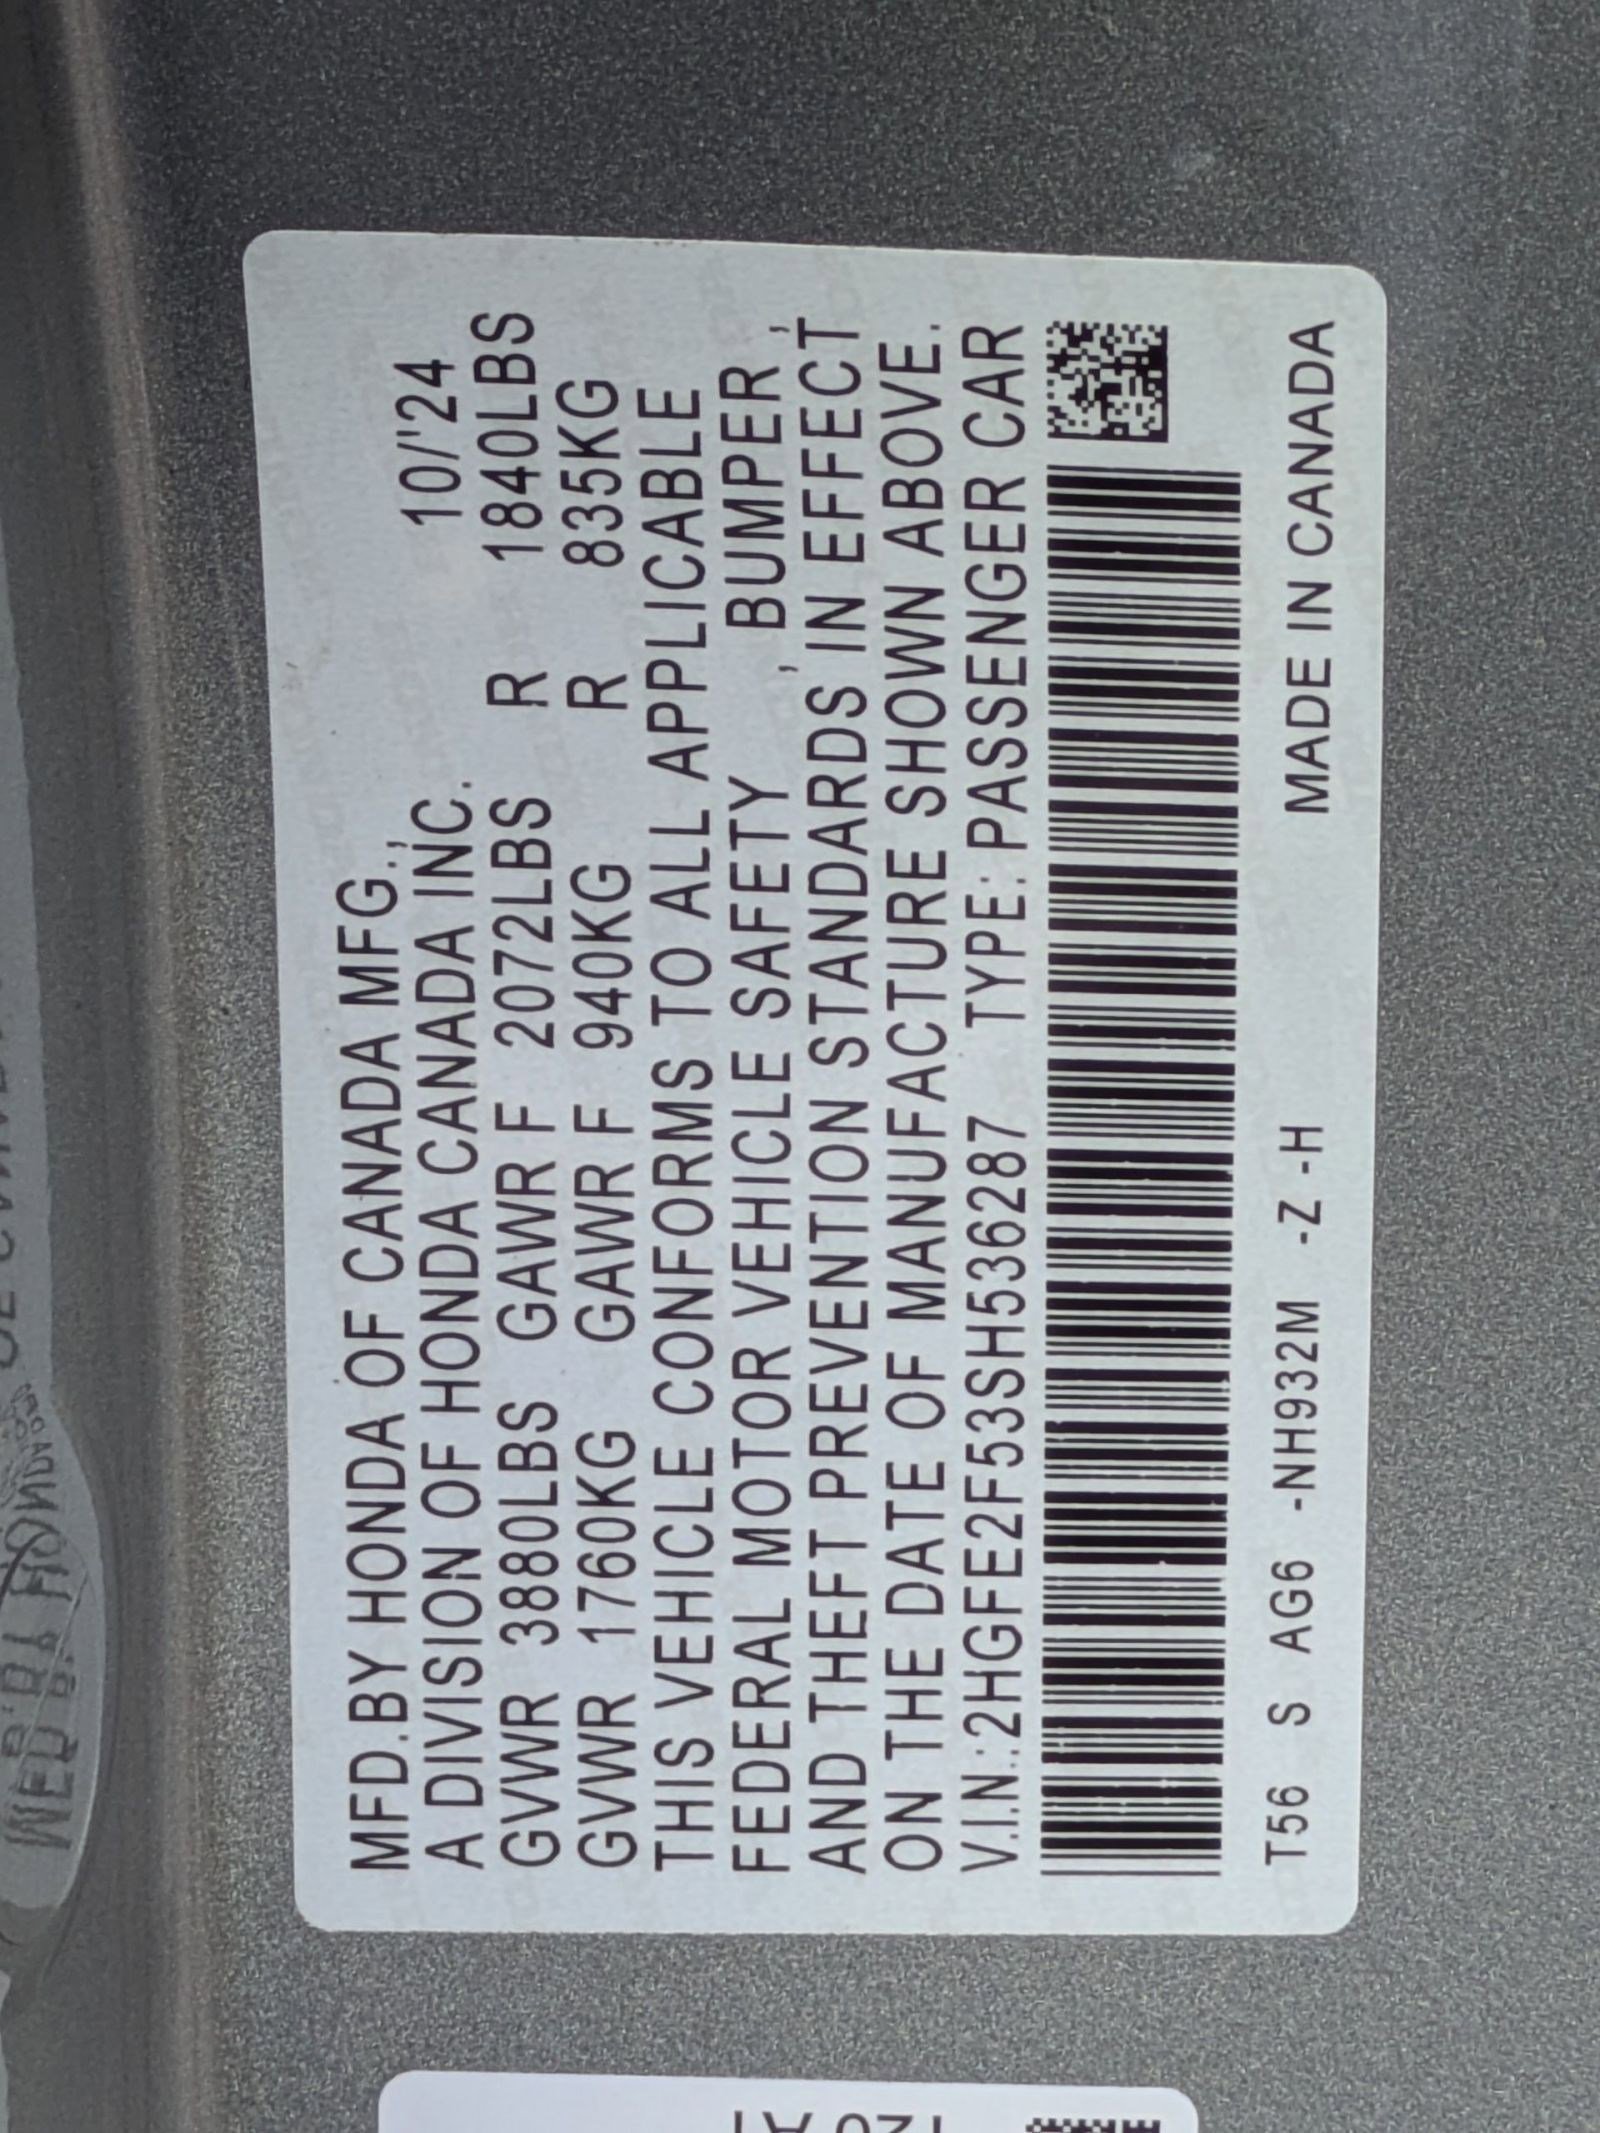 MFD.BY HONDA OF CANADA MFG.,
A DIVISION OF HONDA CANADA INC. 10/'24
GVWR 3880LBS GAWR F 2072LBS R 1840LBS
GVWR 1760KG GAWR F 940KG R 835KG
THIS VEHICLE CONFORMS TO ALL APPLICABLE
FEDERAL MOTOR VEHICLE SAFETY , BUMPER ,
AND THEFT PREVENTION STANDARDS IN EFFECT
ON THE DATE OF MANUFACTURE SHOWN ABOVE.
V.I.N.:2HGFE2F53SH536287 TYPE: PASSENGER CAR
T56 S AG6 -NH932M -Z -H MADE IN CANADA